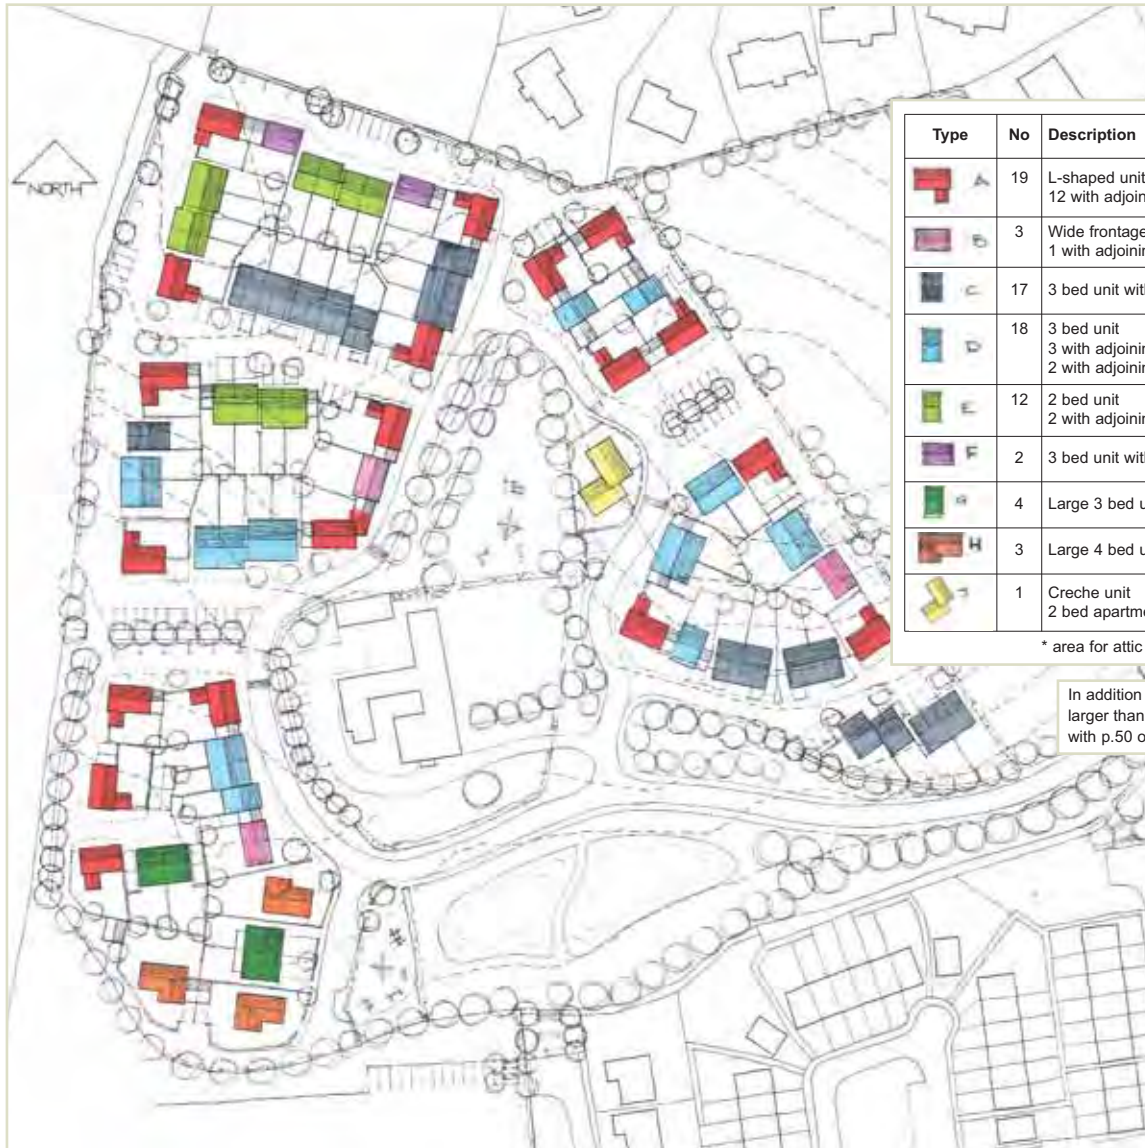 NORTH
Type No Description
A 19 L-shaped unit
12 with adjoin
B 3 Wide frontage
1 with adjoinin
C 17 3 bed unit wit
D 18 3 bed unit
3 with adjoinin
2 with adjoinin
E 12 2 bed unit
2 with adjoinin
F 2 3 bed unit with
G 4 Large 3 bed u
H 3 Large 4 bed u
J 1 Creche unit
2 bed apartme
* area for attic
In addition
larger than
with p.50 o